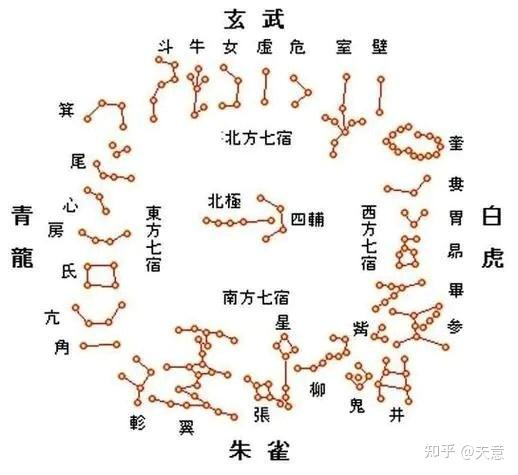 玄武
斗 牛 女 虛 危 室 壁
箕
北方七宿
奎
尾
婁
心
北極
四輔
胃
青龍
房
東方七宿
西方七宿
昴
白虎
氏
畢
亢
南方七宿
参
角
星
觜
軫
翼
張
柳
鬼
井
朱雀
知乎 @天意